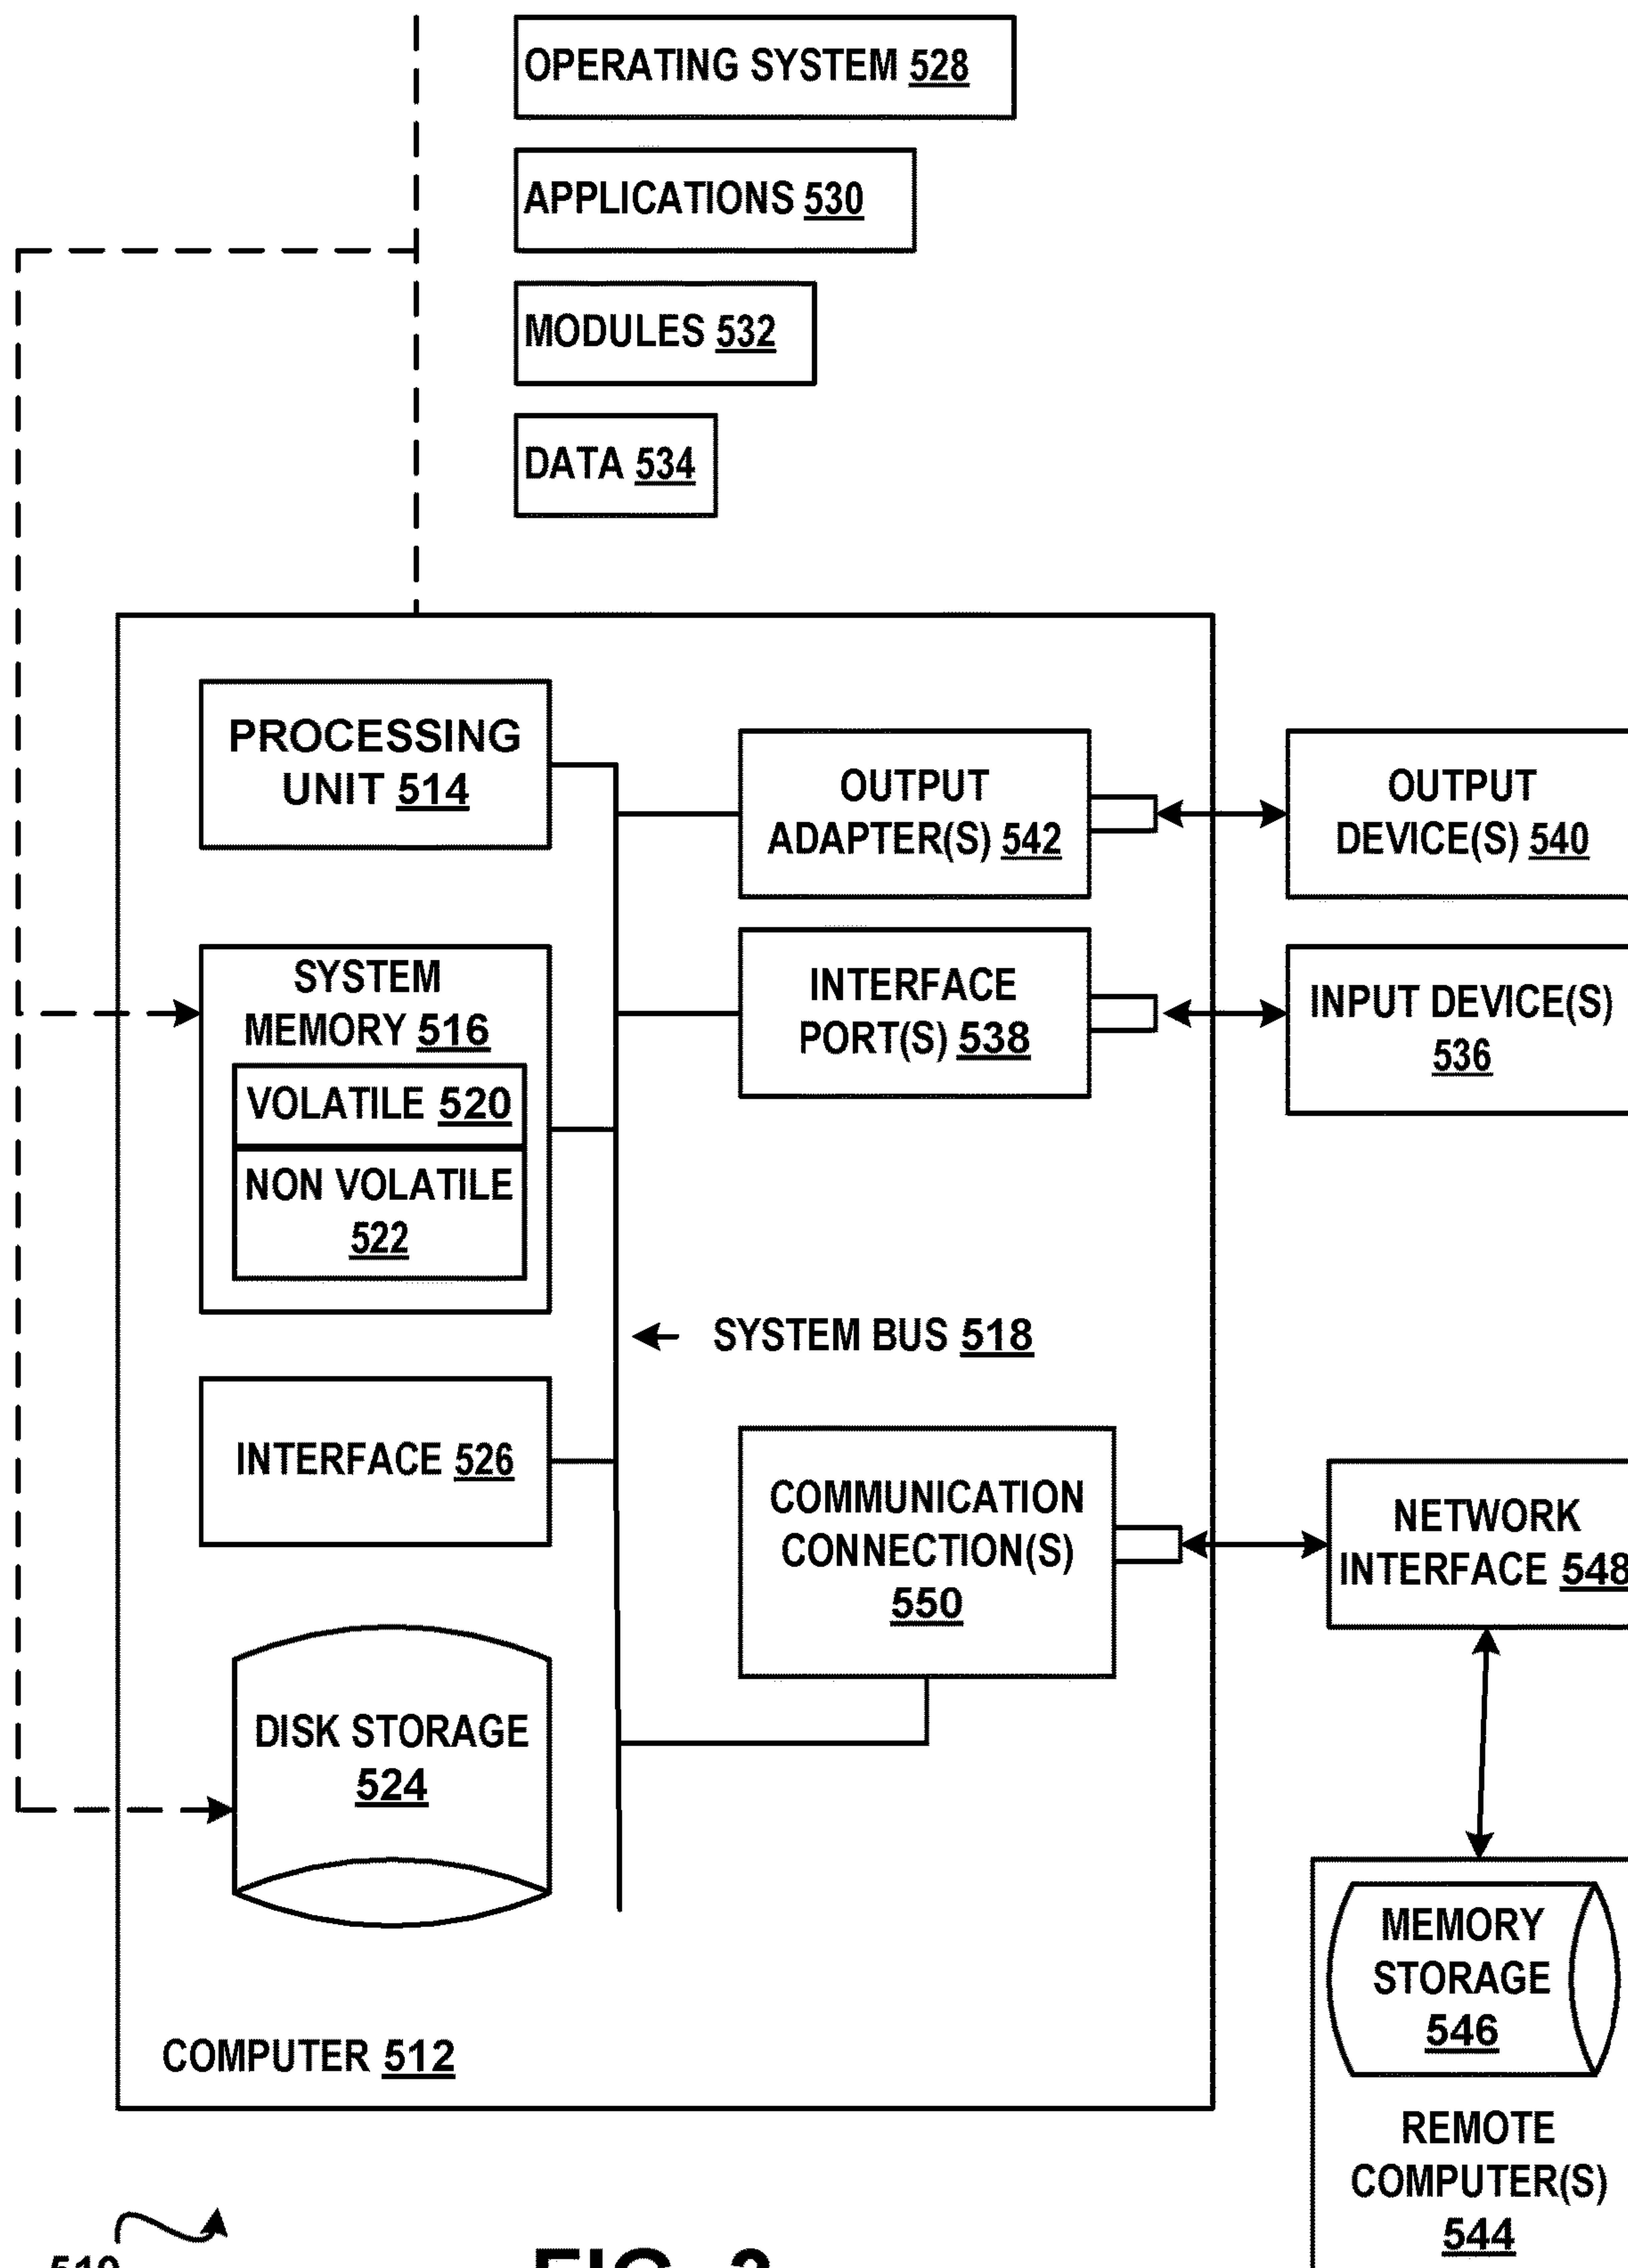 OPERATING SYSTEM 528
APPLICATIONS 530
MODULES 532
DATA 534
PROCESSING
UNIT 514
OUTPUT
ADAPTER(S) 542
OUTPUT
DEVICE(S) 540
SYSTEM
MEMORY 516
VOLATILE 520
NON VOLATILE
522
INTERFACE
PORT(S) 538
INPUT DEVICE(S)
536
SYSTEM BUS 518
INTERFACE 526
COMMUNICATION
CONNECTION(S)
550
NETWORK
INTERFACE 548
DISK STORAGE
524
MEMORY
STORAGE
546
COMPUTER 512
REMOTE
COMPUTER(S)
544
FIG.